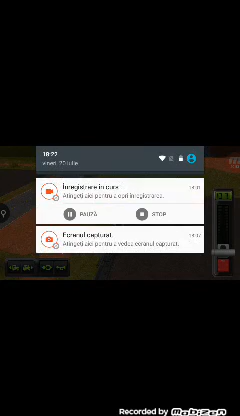 18:22
vineri, 20 iulie
Înregistrare în curs
Atingeți aici pentru a opri înregistrarea.
PAUZĂ
STOP
Ecranul capturat.
Atingeți aici pentru a vedea ecranul capturat.
Recorded by MOBIZEN